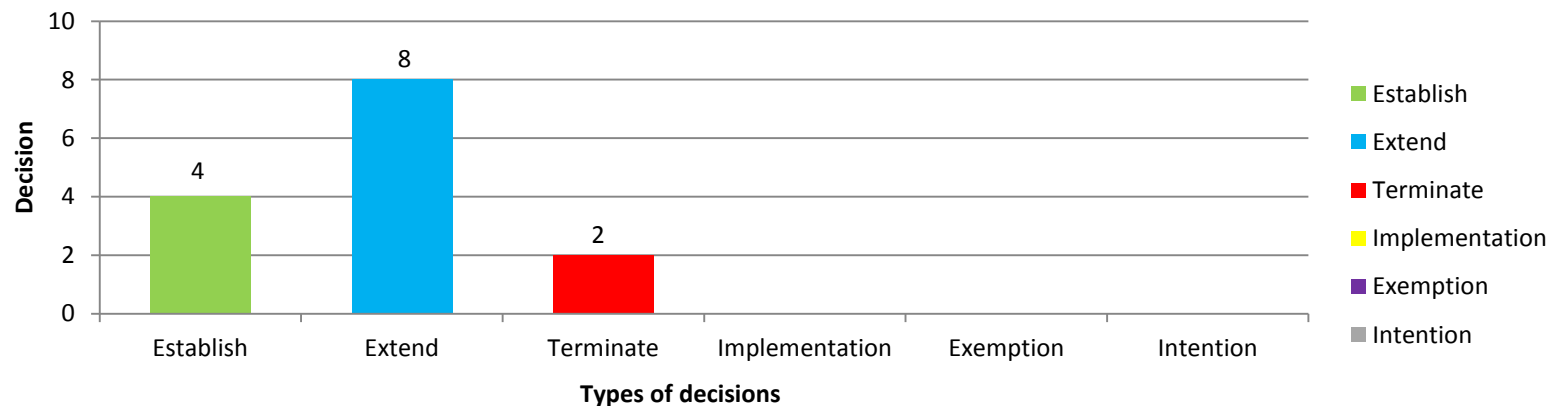 10
8
6
4
2
0
Decision
4
8
2
Establish
Extend
Terminate
Implementation
Exemption
Intention
Types of decisions
Establish
Extend
Terminate
Implementation
Exemption
Intention